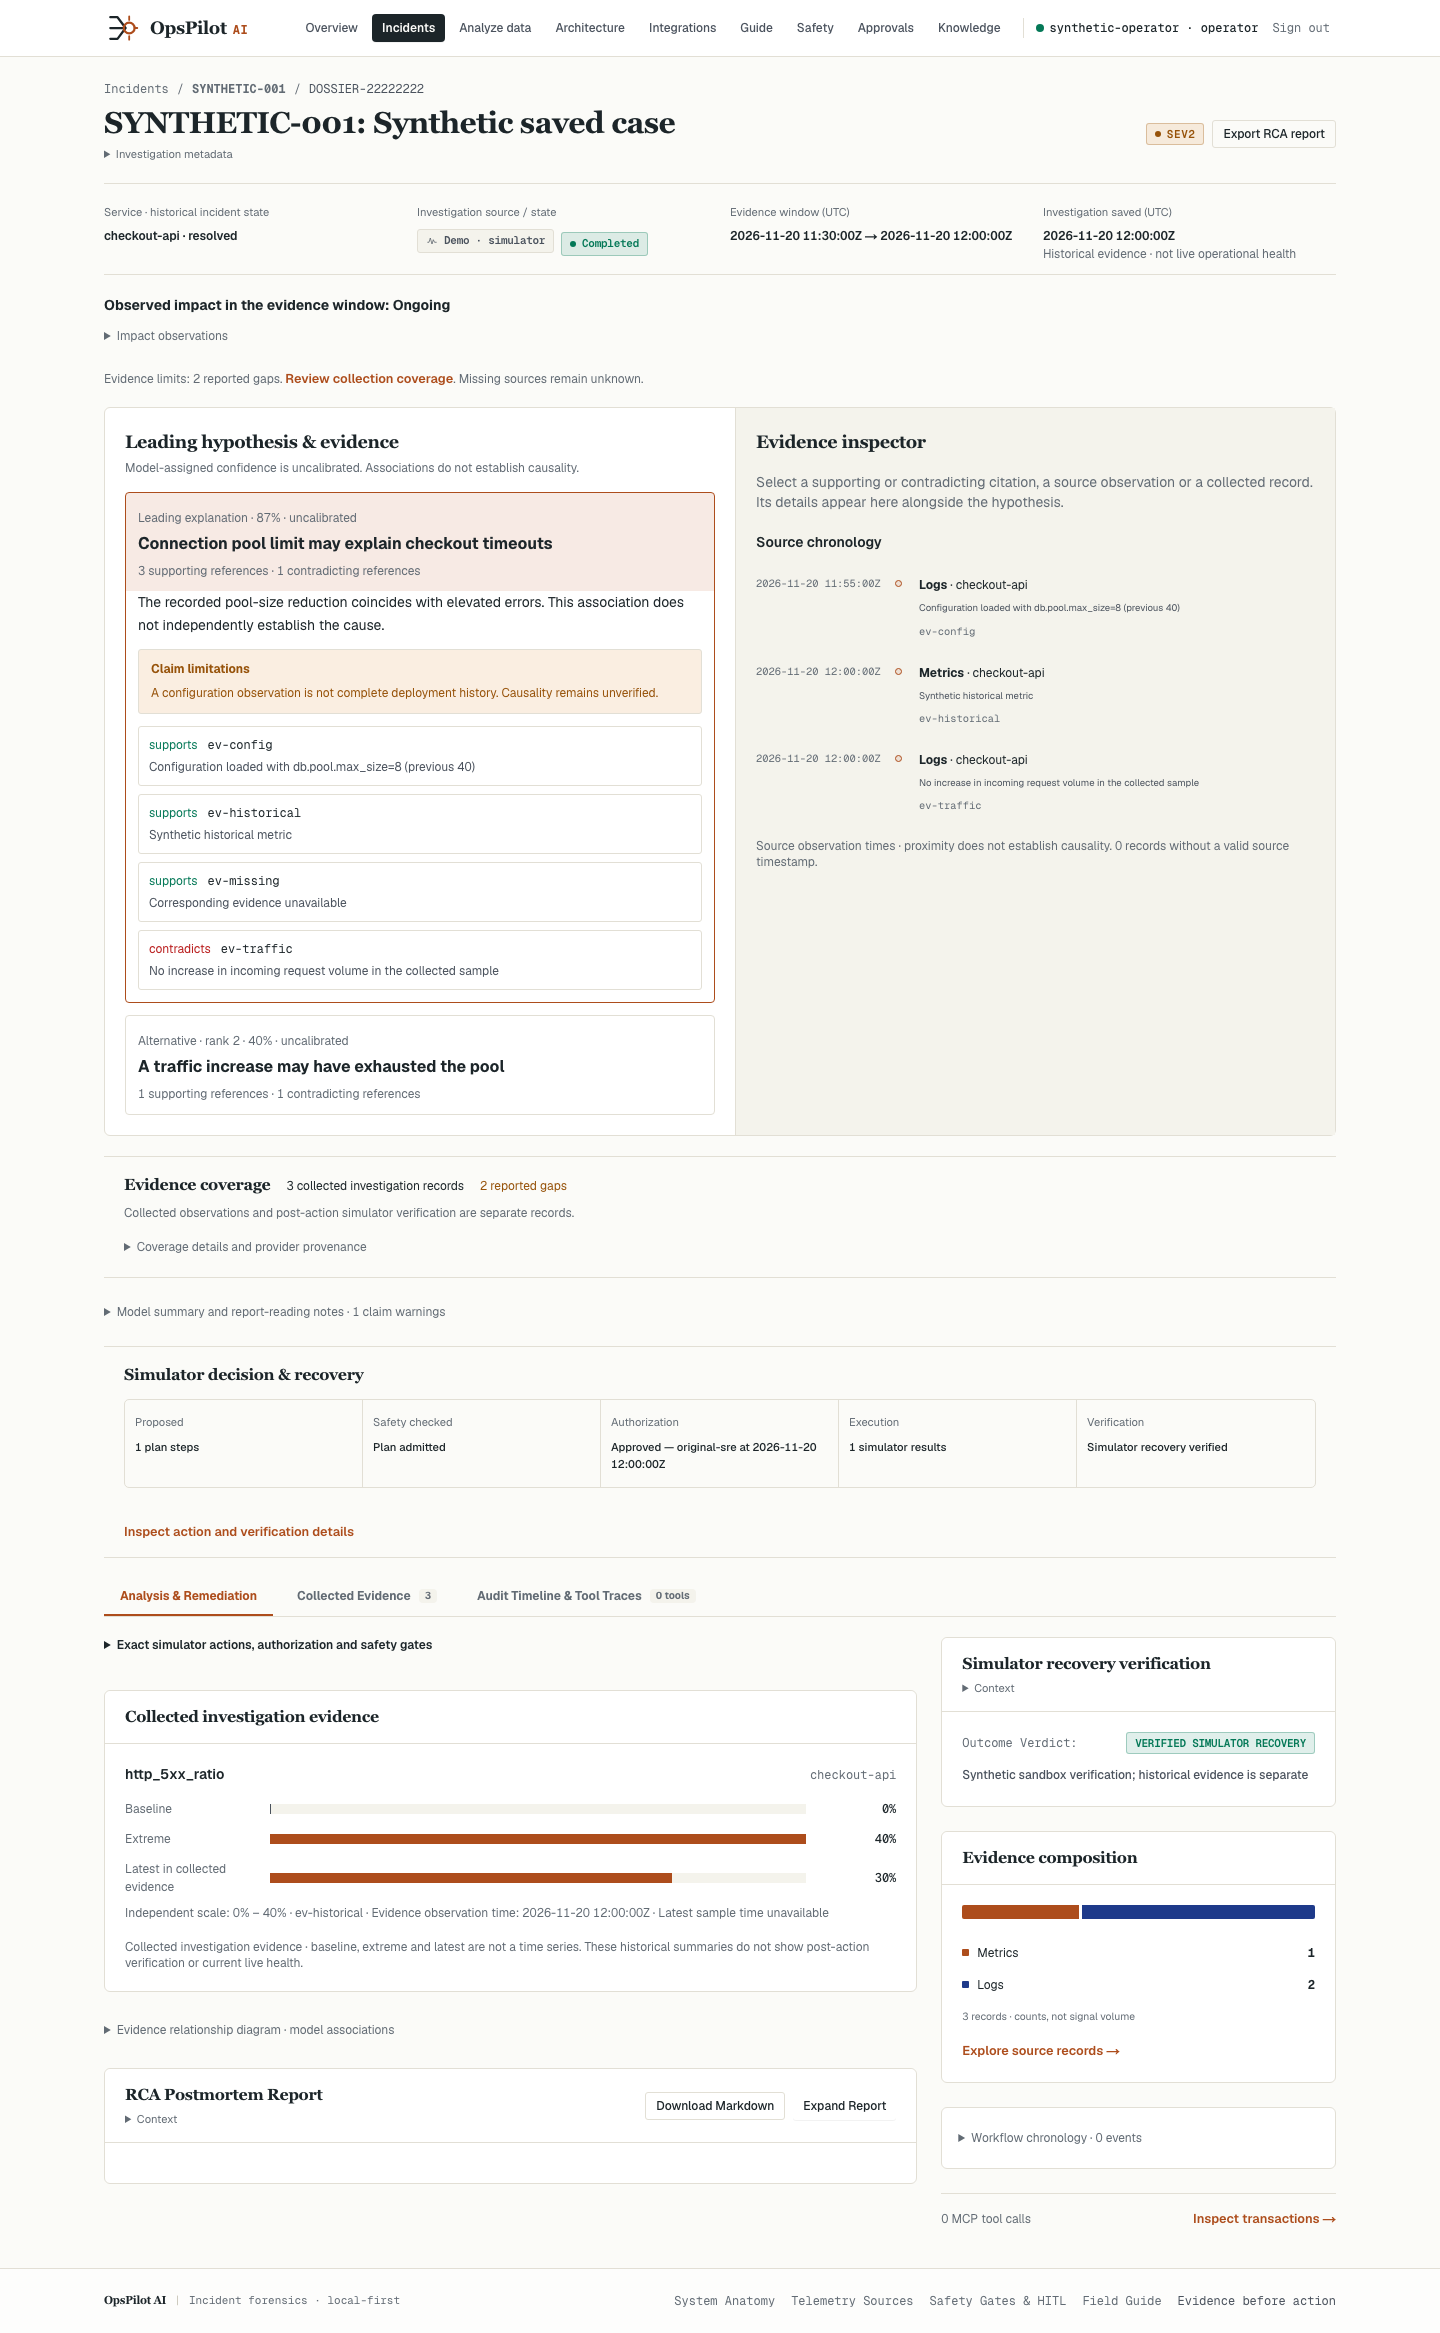 OpsPilot AI
Overview
Incidents
Analyze data
Architecture
Integrations
Guide
Safety
Approvals
Knowledge
synthetic-operator · operator
Sign out
Incidents / SYNTHETIC-001 / DOSSIER-22222222
SYNTHETIC-001: Synthetic saved case
SEV2
Export RCA report
Investigation metadata
Service · historical incident state
checkout-api · resolved
Investigation source / state
Demo · simulator
Completed
Evidence window (UTC)
2026-11-20 11:30:00Z → 2026-11-20 12:00:00Z
Investigation saved (UTC)
2026-11-20 12:00:00Z
Historical evidence · not live operational health
Observed impact in the evidence window: Ongoing
Impact observations
Evidence limits: 2 reported gaps. Review collection coverage. Missing sources remain unknown.
Leading hypothesis & evidence
Model-assigned confidence is uncalibrated. Associations do not establish causality.
Leading explanation · 87% · uncalibrated
Connection pool limit may explain checkout timeouts
3 supporting references · 1 contradicting references
The recorded pool-size reduction coincides with elevated errors. This association does
not independently establish the cause.
Claim limitations
A configuration observation is not complete deployment history. Causality remains unverified.
supports ev-config
Configuration loaded with db.pool.max_size=8 (previous 40)
supports ev-historical
Synthetic historical metric
supports ev-missing
Corresponding evidence unavailable
contradicts ev-traffic
No increase in incoming request volume in the collected sample
Alternative · rank 2 · 40% · uncalibrated
A traffic increase may have exhausted the pool
1 supporting references · 1 contradicting references
Evidence inspector
Select a supporting or contradicting citation, a source observation or a collected record.
Its details appear here alongside the hypothesis.
Source chronology
2026-11-20 11:55:00Z
Logs · checkout-api
Configuration loaded with db.pool.max_size=8 (previous 40)
ev-config
2026-11-20 12:00:00Z
Metrics · checkout-api
Synthetic historical metric
ev-historical
2026-11-20 12:00:00Z
Logs · checkout-api
No increase in incoming request volume in the collected sample
ev-traffic
Source observation times · proximity does not establish causality. 0 records without a valid source
timestamp.
Evidence coverage
3 collected investigation records
2 reported gaps
Collected observations and post-action simulator verification are separate records.
Coverage details and provider provenance
Model summary and report-reading notes · 1 claim warnings
Simulator decision & recovery
Proposed
1 plan steps
Safety checked
Plan admitted
Authorization
Approved — original-sre at 2026-11-20
12:00:00Z
Execution
1 simulator results
Verification
Simulator recovery verified
Inspect action and verification details
Analysis & Remediation
Collected Evidence 3
Audit Timeline & Tool Traces 0 tools
Exact simulator actions, authorization and safety gates
Collected investigation evidence
http_5xx_ratio
checkout-api
Baseline
0%
Extreme
40%
Latest in collected
evidence
30%
Independent scale: 0% – 40% · ev-historical · Evidence observation time: 2026-11-20 12:00:00Z · Latest sample time unavailable
Collected investigation evidence · baseline, extreme and latest are not a time series. These historical summaries do not show post-action
verification or current live health.
Evidence relationship diagram · model associations
RCA Postmortem Report
Context
Download Markdown
Expand Report
Simulator recovery verification
Context
Outcome Verdict:
VERIFIED SIMULATOR RECOVERY
Synthetic sandbox verification; historical evidence is separate
Evidence composition
Metrics
1
Logs
2
3 records · counts, not signal volume
Explore source records →
Workflow chronology · 0 events
0 MCP tool calls
Inspect transactions →
OpsPilot AI
Incident forensics · local-first
System Anatomy
Telemetry Sources
Safety Gates & HITL
Field Guide
Evidence before action